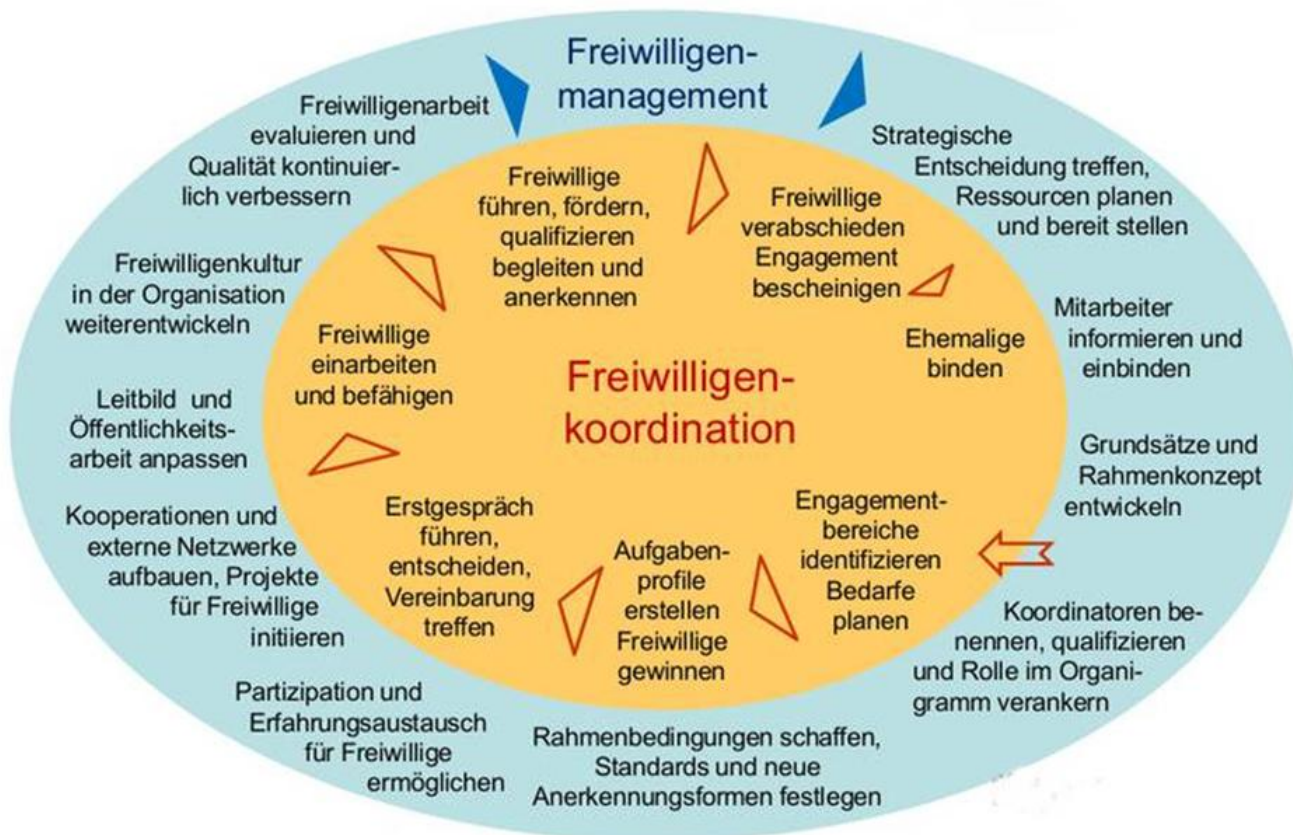 Freiwilligen-
management
Strategische
Entscheidung treffen,
Ressourcen planen
und bereit stellen
Mitarbeiter
informieren und
einbinden
Grundsätze und
Rahmenkonzept
entwickeln
Koordinatoren be-
nennen, qualifizieren
und Rolle im Organi-
gramm verankern
Rahmenbedingungen schaffen,
Standards und neue
Anerkennungsformen festlegen
Partizipation und
Erfahrungsaustausch
für Freiwillige
ermöglichen
Kooperationen und
externe Netzwerke
aufbauen, Projekte
für Freiwillige
initiieren
Leitbild und
Öffentlichkeits-
arbeit anpassen
Freiwilligenkultur
in der Organisation
weiterentwickeln
Freiwilligenarbeit
evaluieren und
Qualität kontinuier-
lich verbessern
Freiwilligen-
koordination
Engagement-
bereiche
identifizieren
Bedarfe
planen
Aufgaben-
profile
erstellen
Freiwillige
gewinnen
Erstgespräch
führen,
entscheiden,
Vereinbarung
treffen
Freiwillige
einarbeiten
und befähigen
Freiwillige
führen, fördern,
qualifizieren
begleiten und
anerkennen
Freiwillige
verabschieden
Engagement
bescheinigen
Ehemalige
binden